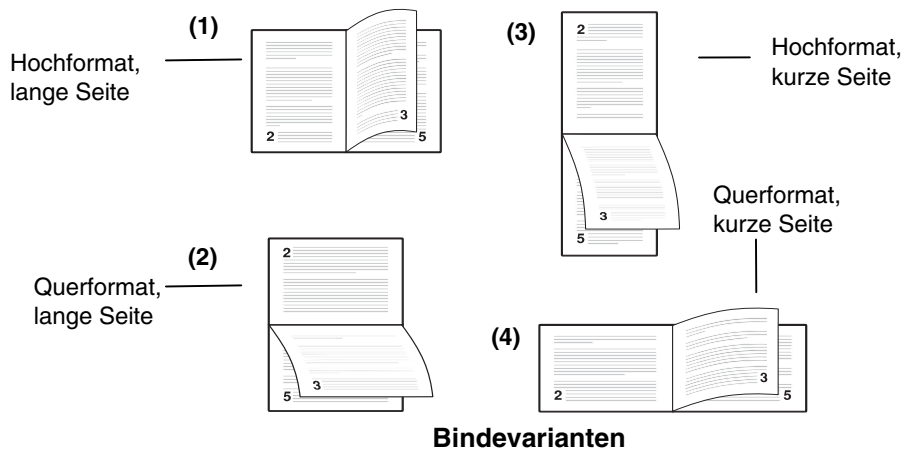 (1)
Hochformat,
lange Seite
2
3
5
(3)
Hochformat,
kurze Seite
2
3
5
(2)
Querformat,
lange Seite
2
3
5
Querformat,
kurze Seite
(4)
2
3
5
Bindevarianten